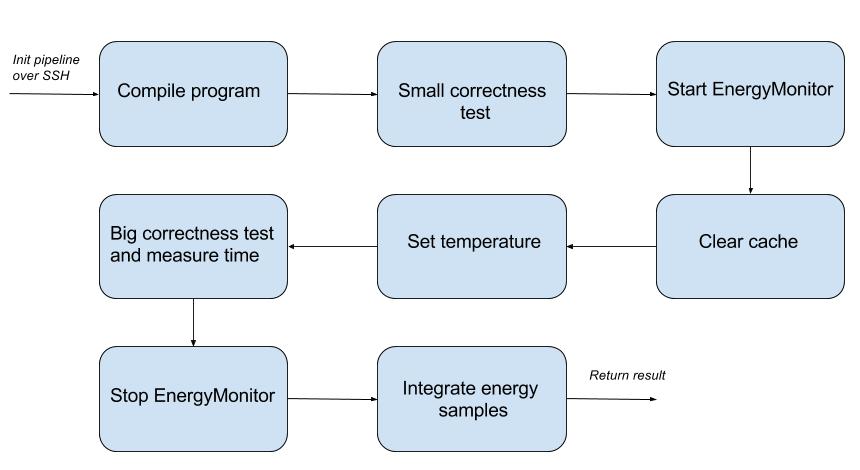 Init pipeline
over SSH
Compile program
Small correctness
test
Start EnergyMonitor
Clear cache
Set temperature
Big correctness test
and measure time
Stop EnergyMonitor
Integrate energy
samples
Return result